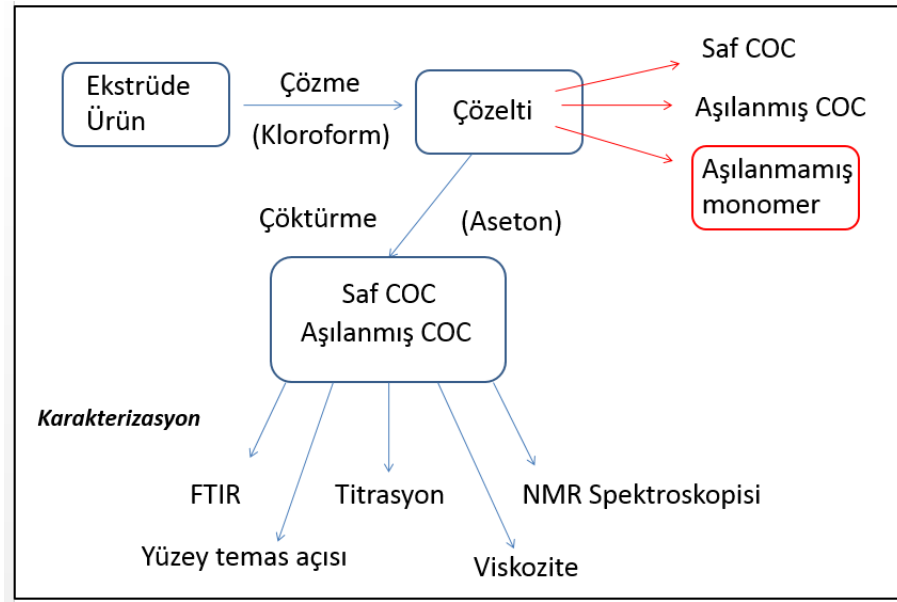 Saf COC
Ekstrüde
Ürün
Çözme
(Kloroform)
Çözelti
Aşılanmış COC
Aşılanmamış
monomer
Çöktürme
(Aseton)
Saf COC
Aşılanmış COC
Karakterizasyon
FTIR
Titrasyon
NMR Spektroskopisi
Yüzey temas açısı
Viskozite